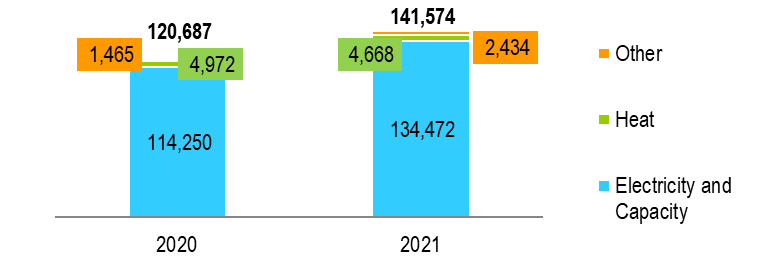 120,687
1,465
4,972
114,250
2020
141,574
4,668
2,434
134,472
2021
Other
Heat
Electricity and
Capacity